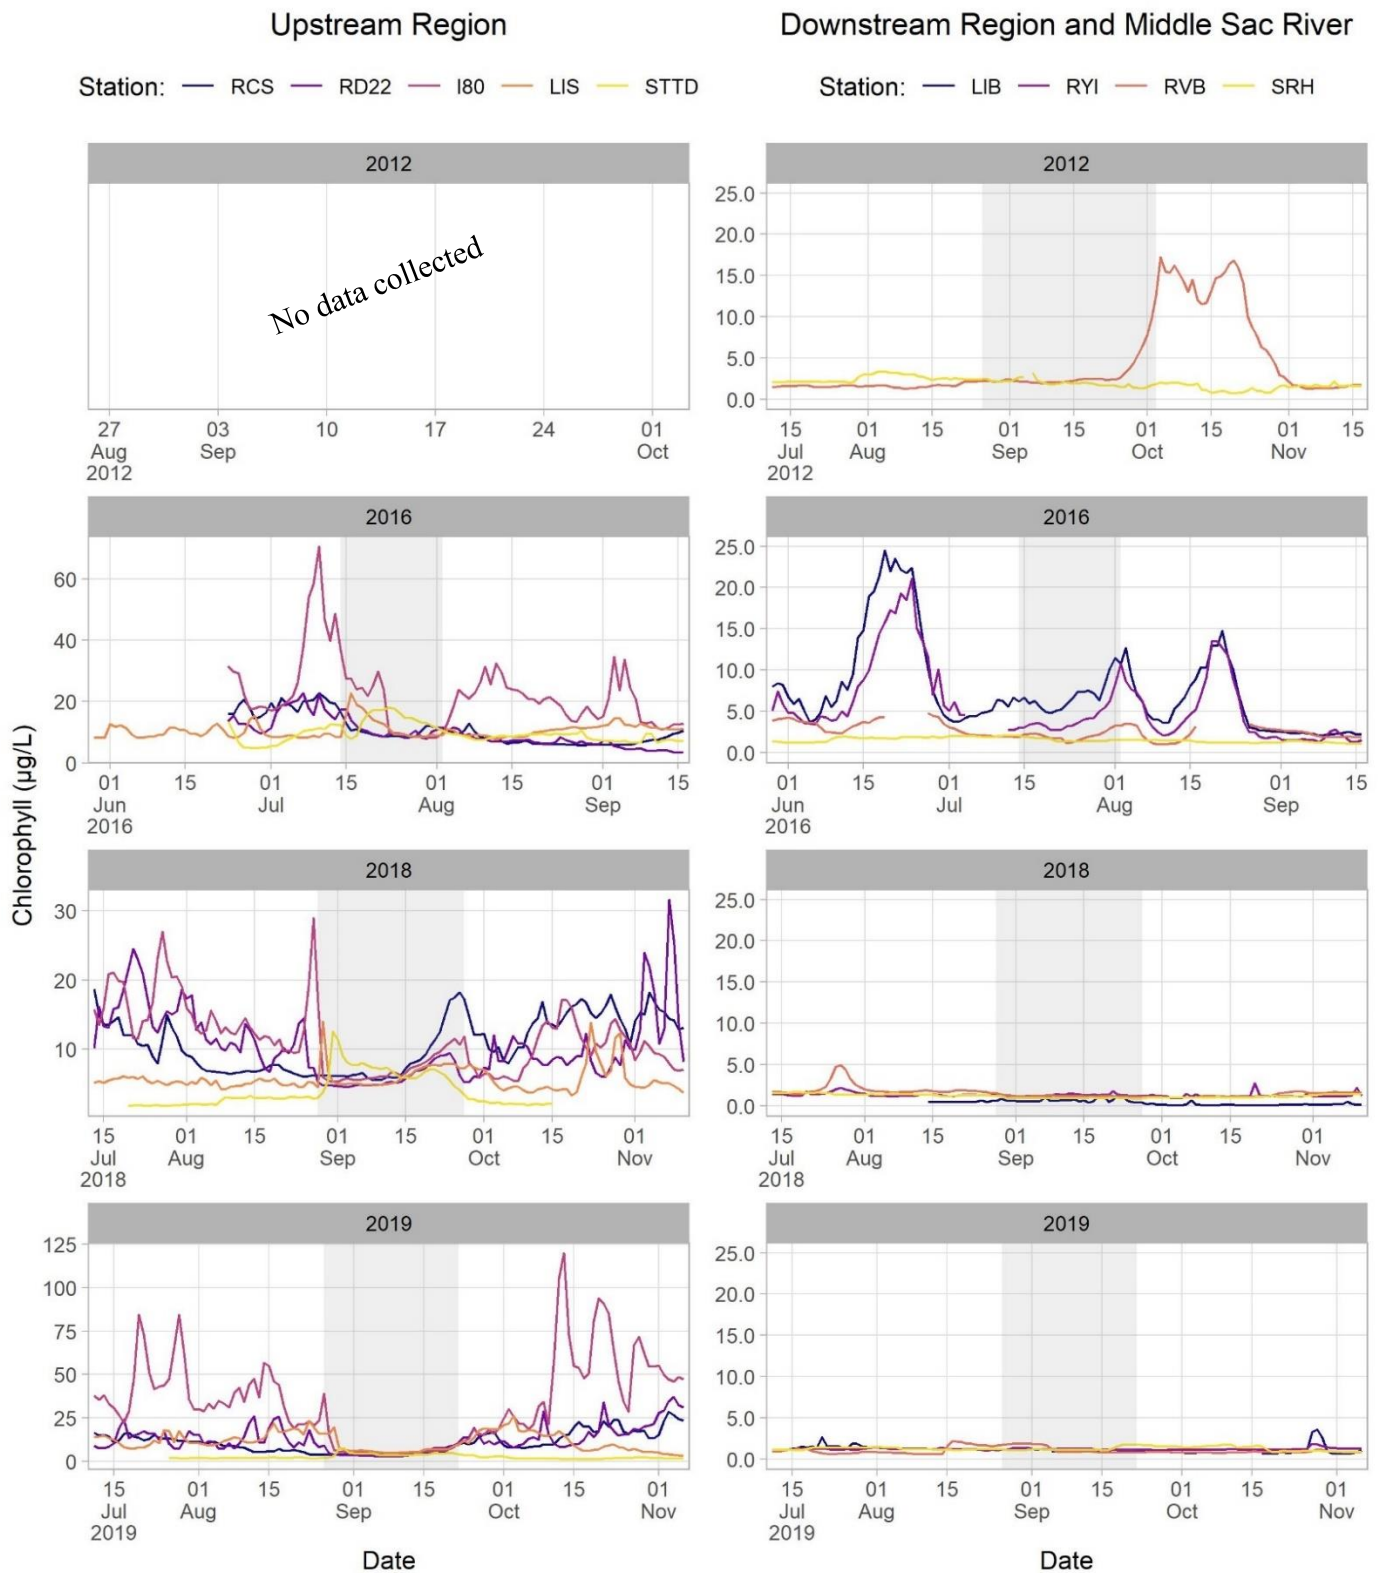 Upstream Region
Station: RCS RD22 I80 LIS STTD
Downstream Region and Middle Sac River
Station: LIB RYI RVB SRH
Chlorophyll (µg/L)
2012
No data collected
27 03 10 17 24 01
Aug Sep Oct
2012
2012
25.0
20.0
15.0
10.0
5.0
0.0
15 01 15 01 15 01 15 01 15
Jul Aug Sep Oct Nov
2012
2016
60
40
20
0
01 15 01 15 01 15 01 15
Jun Jul Aug Sep
2016
2016
25.0
20.0
15.0
10.0
5.0
0.0
01 15 01 15 01 15 01 15
Jun Jul Aug Sep
2016
2018
30
20
10
15 01 15 01 15 01 15 01
Jul Aug Sep Oct Nov
2018
2018
25.0
20.0
15.0
10.0
5.0
0.0
15 01 15 01 15 01 15 01
Jul Aug Sep Oct Nov
2018
2019
125
100
75
50
25
0
15 01 15 01 15 01 15 01
Jul Aug Sep Oct Nov
2019
Date
2019
25.0
20.0
15.0
10.0
5.0
0.0
15 01 15 01 15 01 15 01
Jul Aug Sep Oct Nov
2019
Date